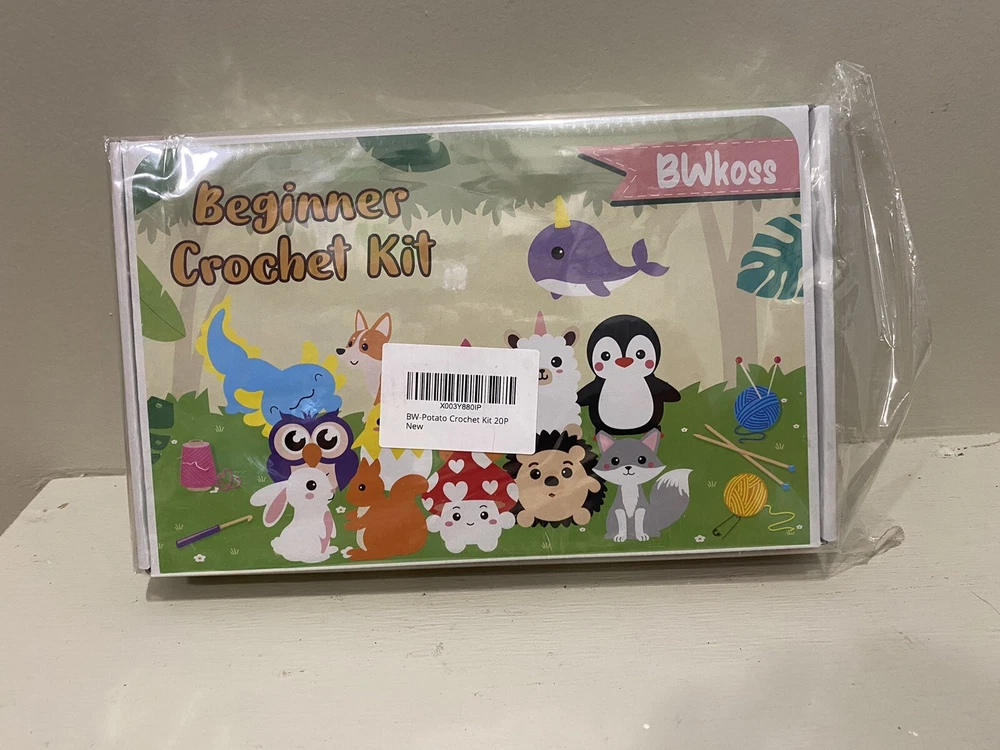 BWkoss
Beginner
Crochet Kit
X003Y880IP
BW-Potato Crochet Kit 20P
New